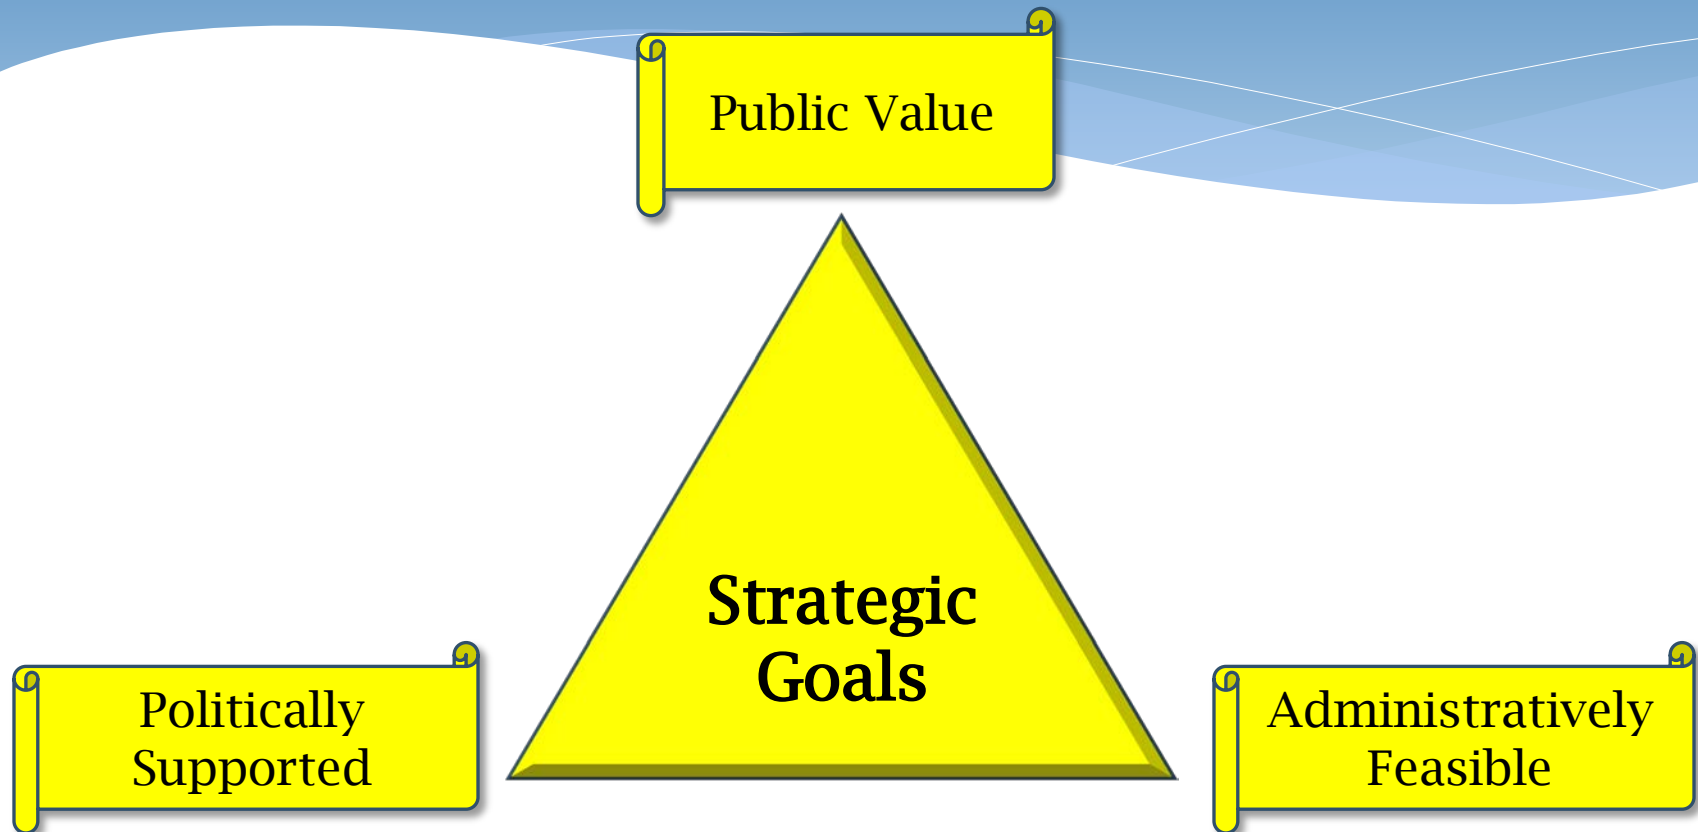 Public Value
Strategic
Goals
Politically
Supported
Administratively
Feasible